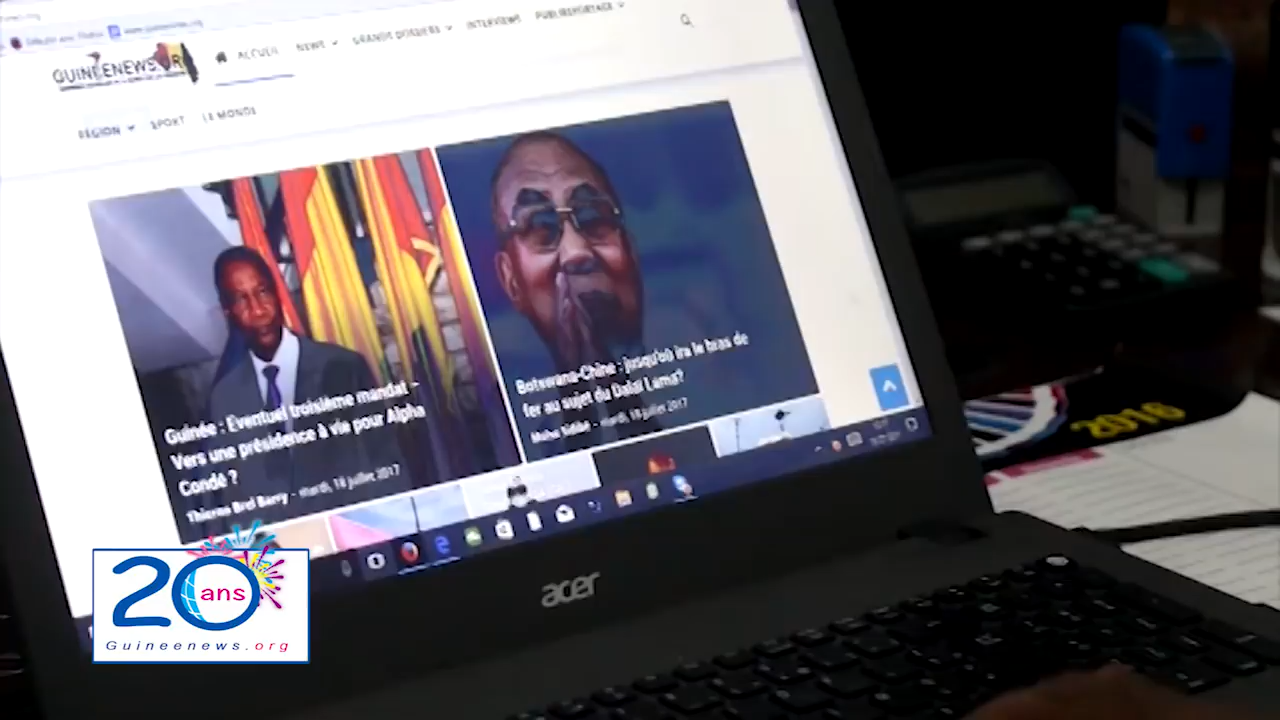 GUINEENEWS.ORG
ACCUEIL NEWS GRANDS DOSSIERS INTERVIEWS PUBLIREPORTAGE
RÉGION SPORT LE MONDE
Guinée : Eventuel troisième mandat -
Vers une présidence à vie pour Alpha
Condé ?
Thierno Bref Barry - mardi, 18 juillet 2017
Botswana-Chine : jusqu'où ira le bras de
fer au sujet du Dalaï Lama?
mardi, 18 juillet 2017
acer
2016
20 ans
Guineenews.org